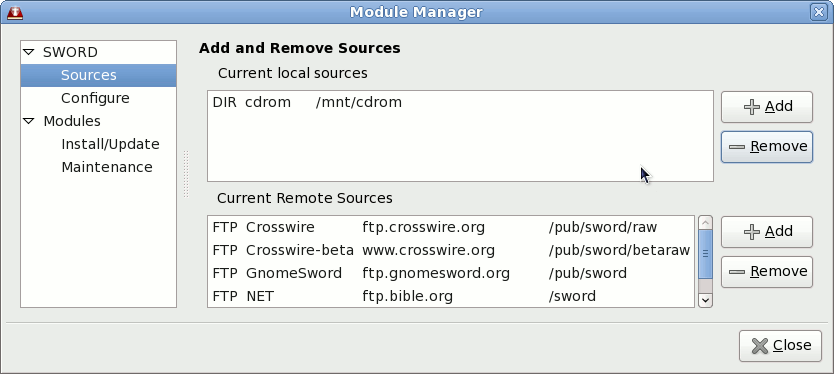 Module Manager
SWORD
Sources
Configure
Modules
Install/Update
Maintenance
Add and Remove Sources
Current local sources
DIR cdrom /mnt/cdrom
Add
Remove
Current Remote Sources
FTP Crosswire ftp.crosswire.org /pub/sword/raw
FTP Crosswire-beta www.crosswire.org /pub/sword/betaraw
FTP GnomeSword ftp.gnomesword.org /pub/sword
FTP NET ftp.bible.org /sword
Add
Remove
Close